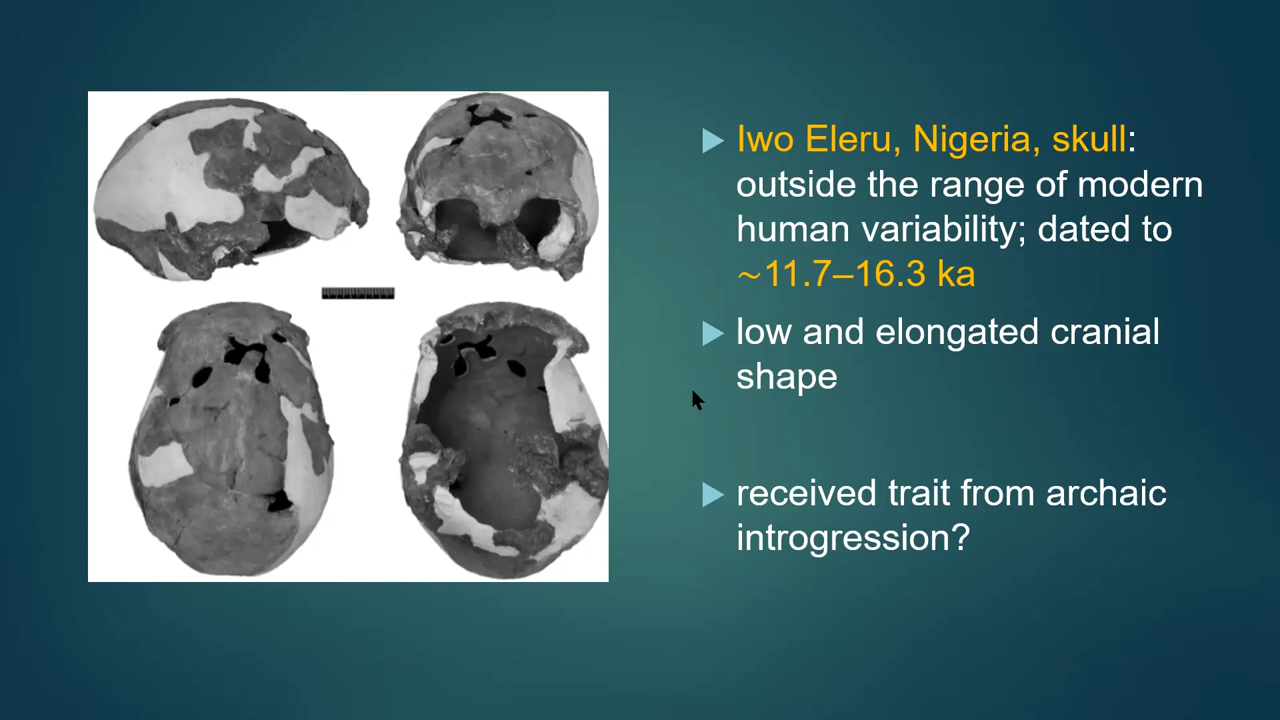 Iwo Eleru, Nigeria, skull:
outside the range of modern
human variability; dated to
~11.7–16.3 ka
low and elongated cranial
shape
received trait from archaic
introgression?